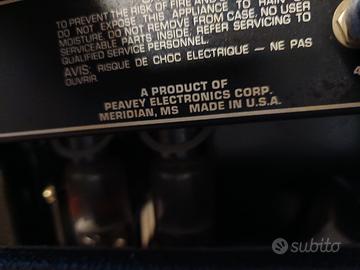 TO PREVENT THE RISK OF FIRE AND
DO NOT EXPOSE THIS APPLIANCE TO RAIN
MOISTURE. DO NOT REMOVE FROM CASE. NO USER
SERVICEABLE PARTS INSIDE. REFER SERVICING TO
QUALIFIED SERVICE PERSONNEL.
AVIS: RISQUE DE CHOC ELECTRIQUE — NE PAS
OUVRIR.
A PRODUCT OF
PEAVEY ELECTRONICS CORP.
MERIDIAN, MS MADE IN U.S.A.
subito